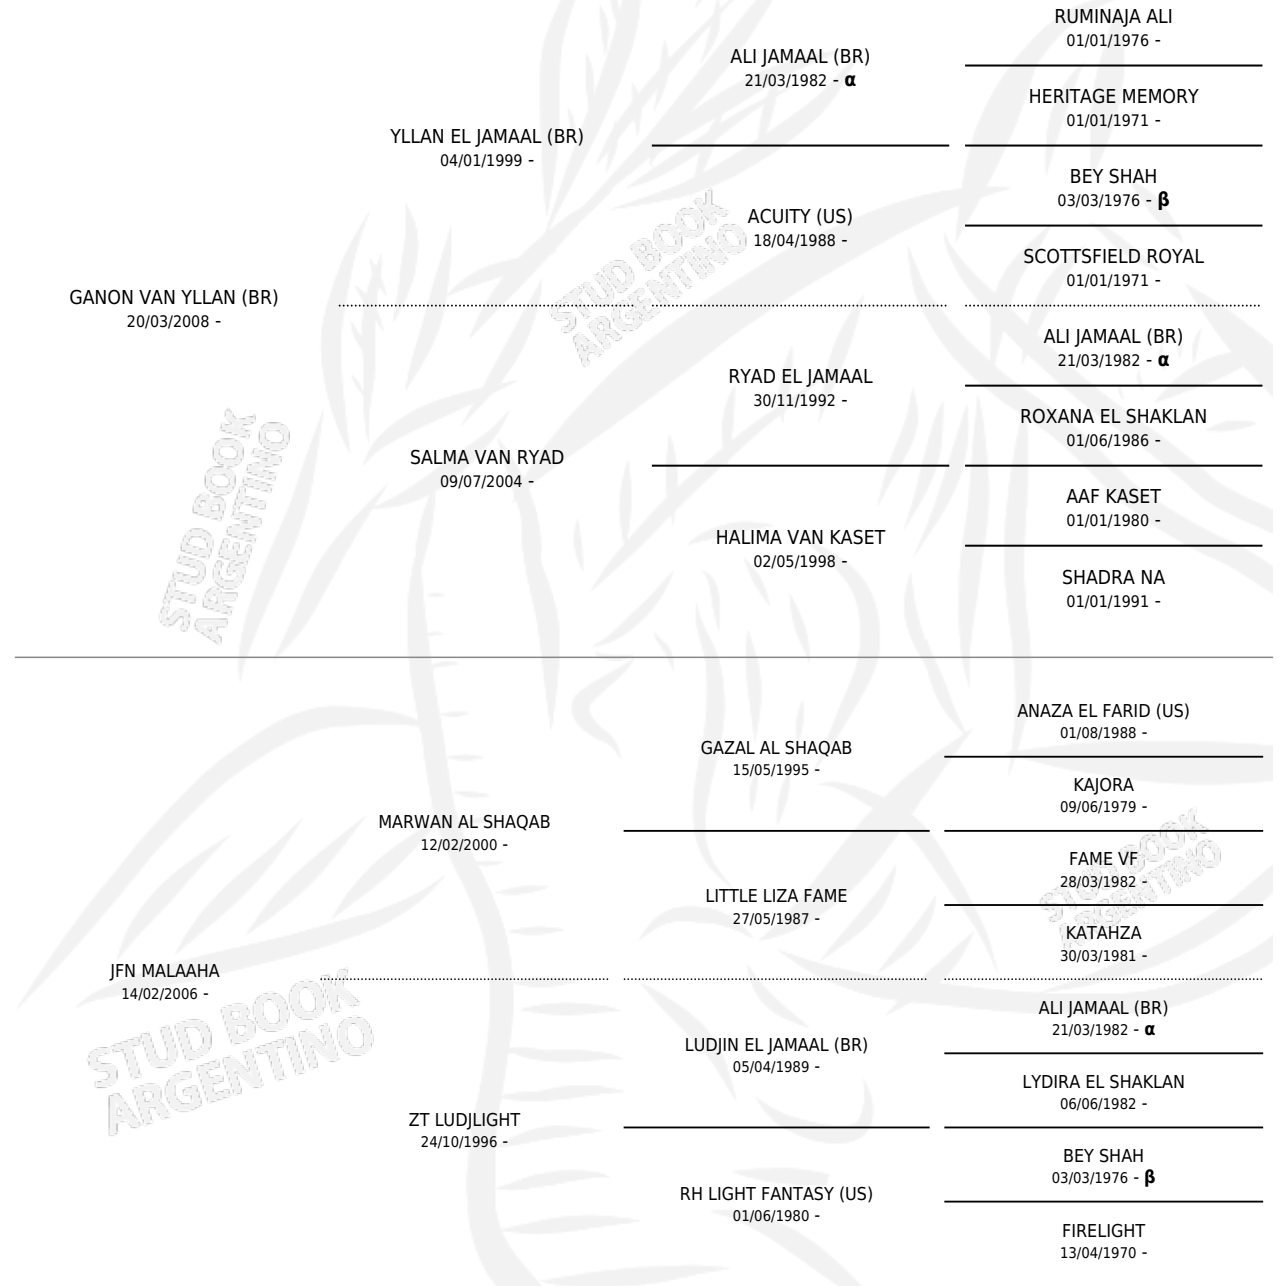 RUMINAJA ALI
01/01/1976 -
ALI JAMAAL (BR)
21/03/1982 - α
HERITAGE MEMORY
01/01/1971 -
YLLAN EL JAMAAL (BR)
04/01/1999 -
BEY SHAH
03/03/1976 - β
ACUITY (US)
18/04/1988 -
SCOTTSFIELD ROYAL
01/01/1971 -
GANON VAN YLLAN (BR)
20/03/2008 -
ALI JAMAAL (BR)
21/03/1982 - α
RYAD EL JAMAAL
30/11/1992 -
ROXANA EL SHAKLAN
01/06/1986 -
SALMA VAN RYAD
09/07/2004 -
AAF KASET
01/01/1980 -
HALIMA VAN KASET
02/05/1998 -
SHADRA NA
01/01/1991 -
ANAZA EL FARID (US)
01/08/1988 -
GAZAL AL SHAQAB
15/05/1995 -
KAJORA
09/06/1979 -
MARWAN AL SHAQAB
12/02/2000 -
FAME VF
28/03/1982 -
LITTLE LIZA FAME
27/05/1987 -
KATAHZA
30/03/1981 -
JFN MALAAHA
14/02/2006 -
ALI JAMAAL (BR)
21/03/1982 - α
LUDJIN EL JAMAAL (BR)
05/04/1989 -
LYDIRA EL SHAKLAN
06/06/1982 -
ZT LUDJLIGHT
24/10/1996 -
BEY SHAH
03/03/1976 - β
RH LIGHT FANTASY (US)
01/06/1980 -
FIRELIGHT
13/04/1970 -
STUD BOOK
ARGENTINO
STUD BOOK
ARGENTINO
STUD BOOK
ARGENTINO
STUD BOOK
ARGENTINO